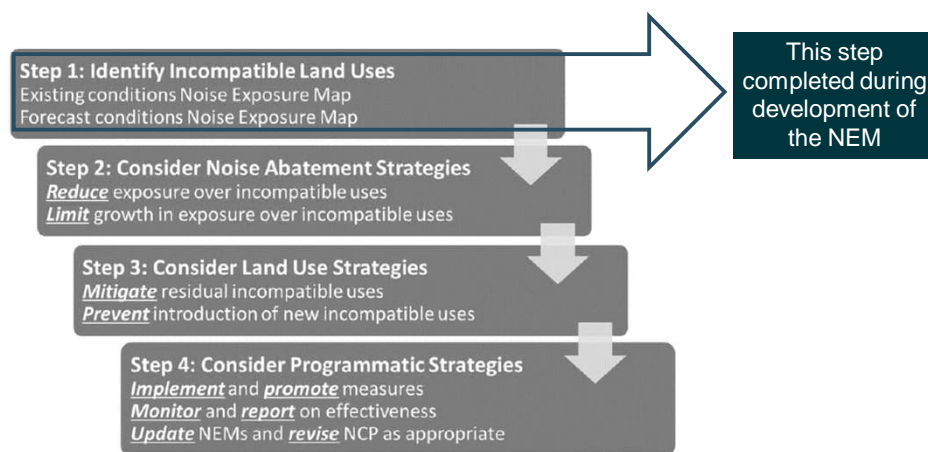 Step 1: Identify Incompatible Land Uses
Existing conditions Noise Exposure Map
Forecast conditions Noise Exposure Map
This step
completed during
development of
the NEM
Step 2: Consider Noise Abatement Strategies
Reduce exposure over incompatible uses
Limit growth in exposure over incompatible uses
Step 3: Consider Land Use Strategies
Mitigate residual incompatible uses
Prevent introduction of new incompatible uses
Step 4: Consider Programmatic Strategies
Implement and promote measures
Monitor and report on effectiveness
Update NEMs and revise NCP as appropriate